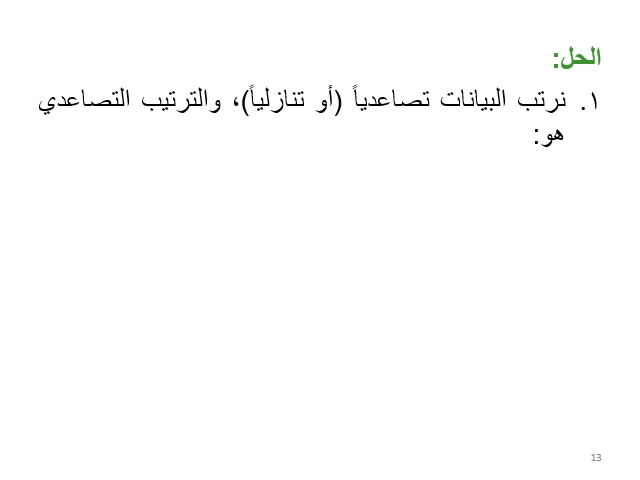 الحل:
١. نرتب البيانات تصاعدياً (أو تنازلياً)، والترتيب التصاعدي
هو:
13